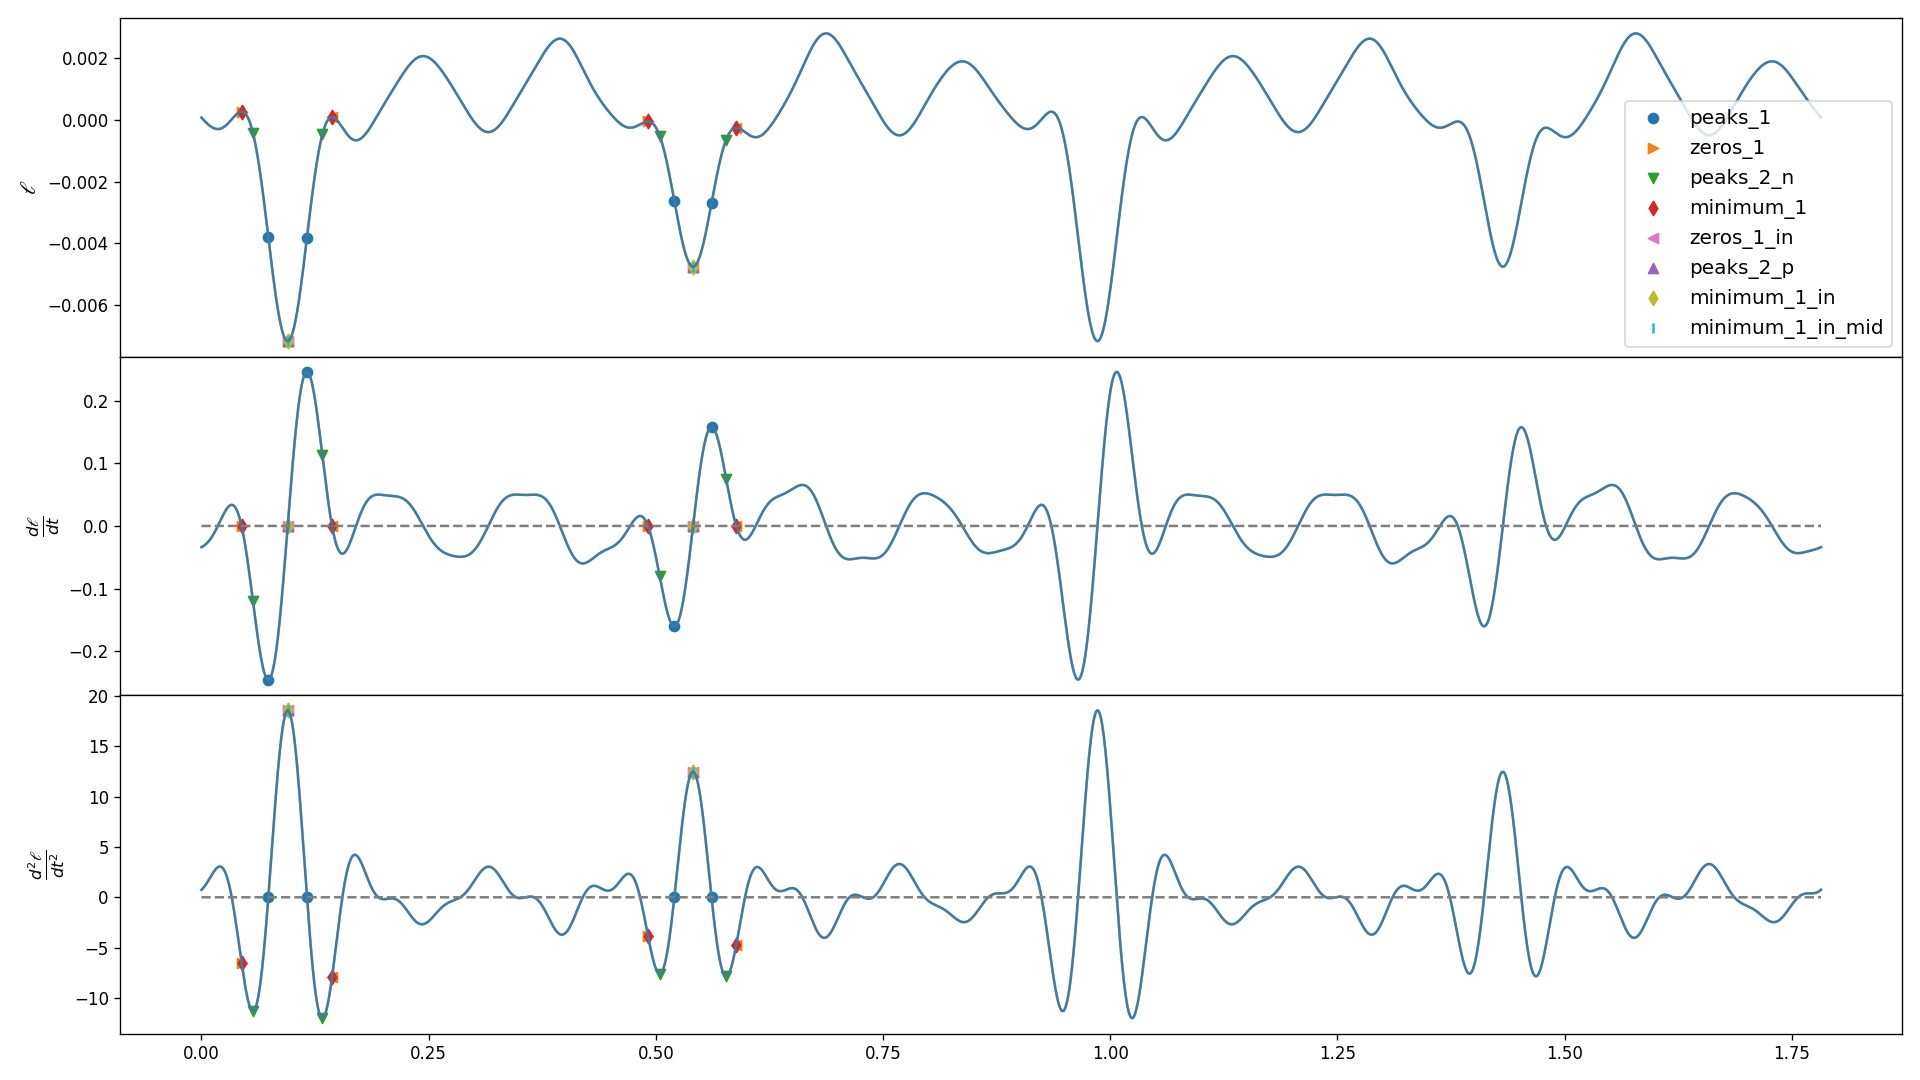 0.002
0.000
−0.002
−0.004
−0.006
ℓ
peaks_1
zeros_1
peaks_2_n
minimum_1
zeros_1_in
peaks_2_p
minimum_1_in
minimum_1_in_mid
0.2
0.1
0.0
−0.1
−0.2
dℓ/dt
20
15
10
5
0
−5
−10
d²ℓ/dt²
0.00 0.25 0.50 0.75 1.00 1.25 1.50 1.75